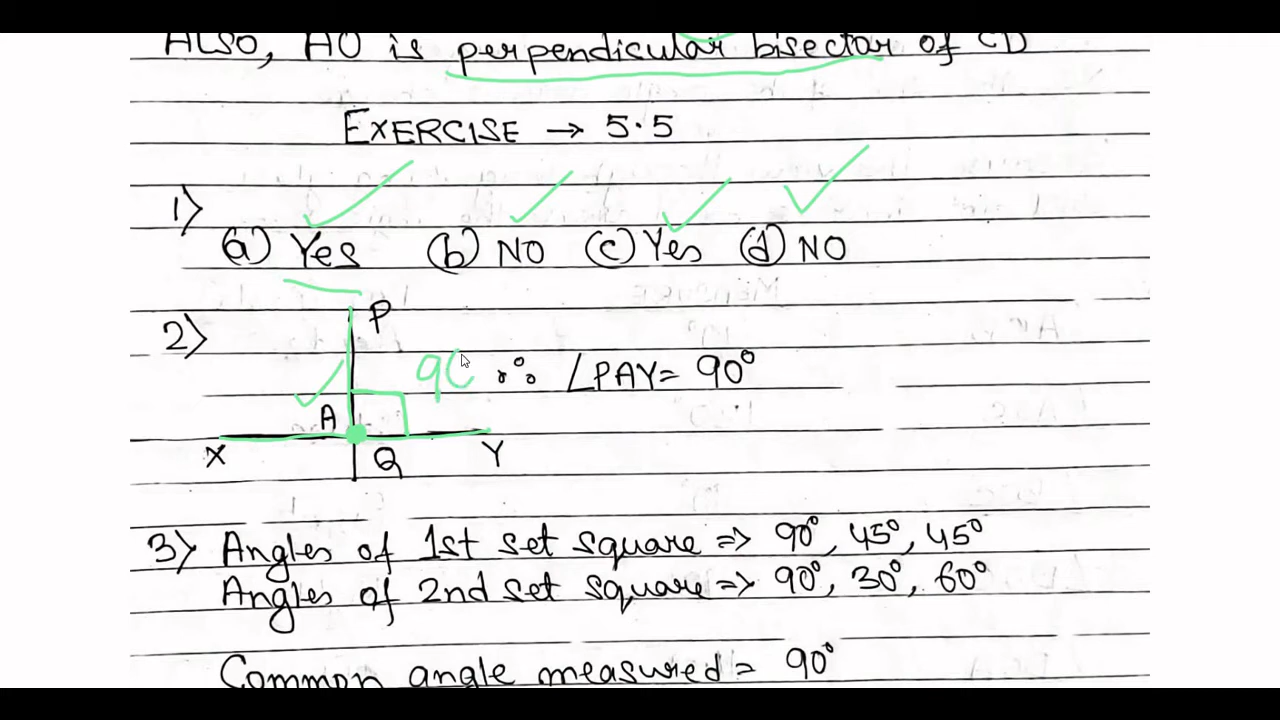 Also, AO is perpendicular bisector of CD
EXERCISE → 5.5
1)
(a) Yes (b) NO (c) Yes (d) NO
2)
P
90 ∴ ∠PAY = 90°
A
X Q Y
3) Angles of 1st set square => 90°, 45°, 45°
Angles of 2nd set square => 90°, 30°, 60°
Common angle measured = 90°